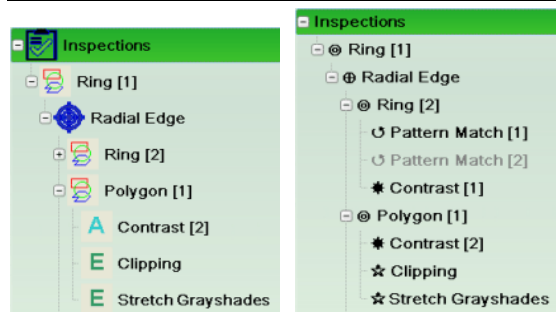 Inspections
Ring [1]
Radial Edge
Ring [2]
Polygon [1]
A Contrast [2]
E Clipping
E Stretch Grayshades
Inspections
Ring [1]
Radial Edge
Ring [2]
Pattern Match [1]
Pattern Match [2]
Contrast [1]
Polygon [1]
Contrast [2]
Clipping
Stretch Grayshades